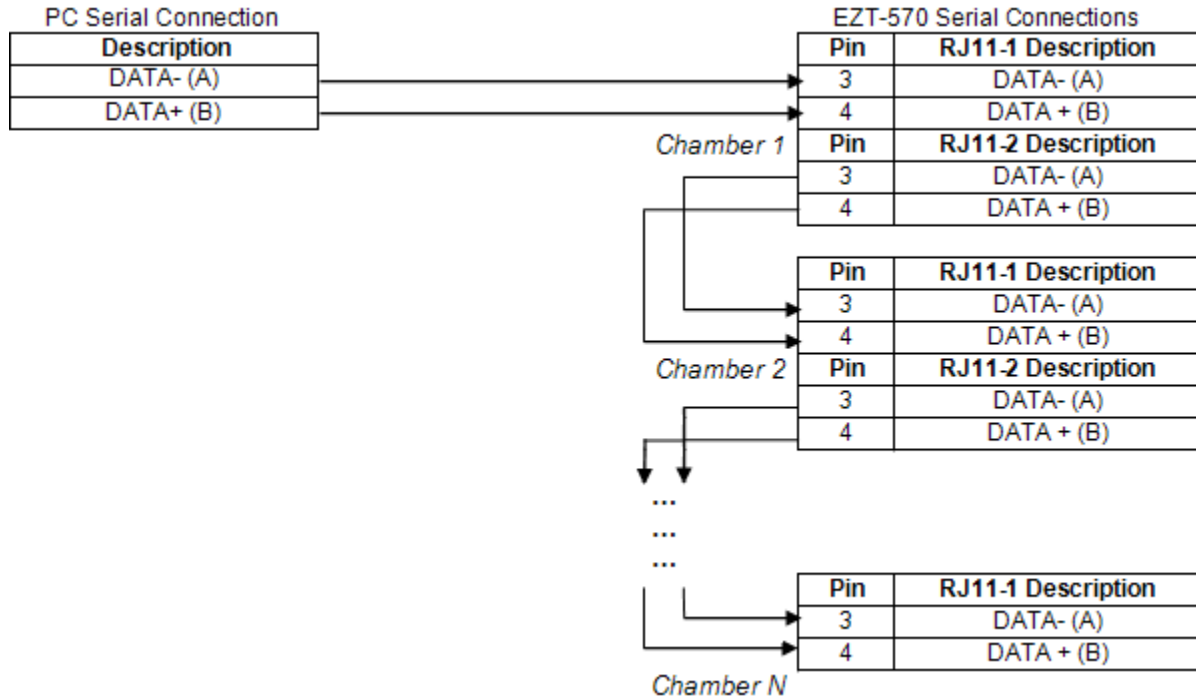 PC Serial Connection
EZT-570 Serial Connections
Description
DATA- (A)
DATA+ (B)
Pin RJ11-1 Description
3 DATA- (A)
4 DATA + (B)
Chamber 1
Pin RJ11-2 Description
3 DATA- (A)
4 DATA + (B)
Pin RJ11-1 Description
3 DATA- (A)
4 DATA + (B)
Chamber 2
Pin RJ11-2 Description
3 DATA- (A)
4 DATA + (B)
...
...
...
Pin RJ11-1 Description
3 DATA- (A)
4 DATA + (B)
Chamber N